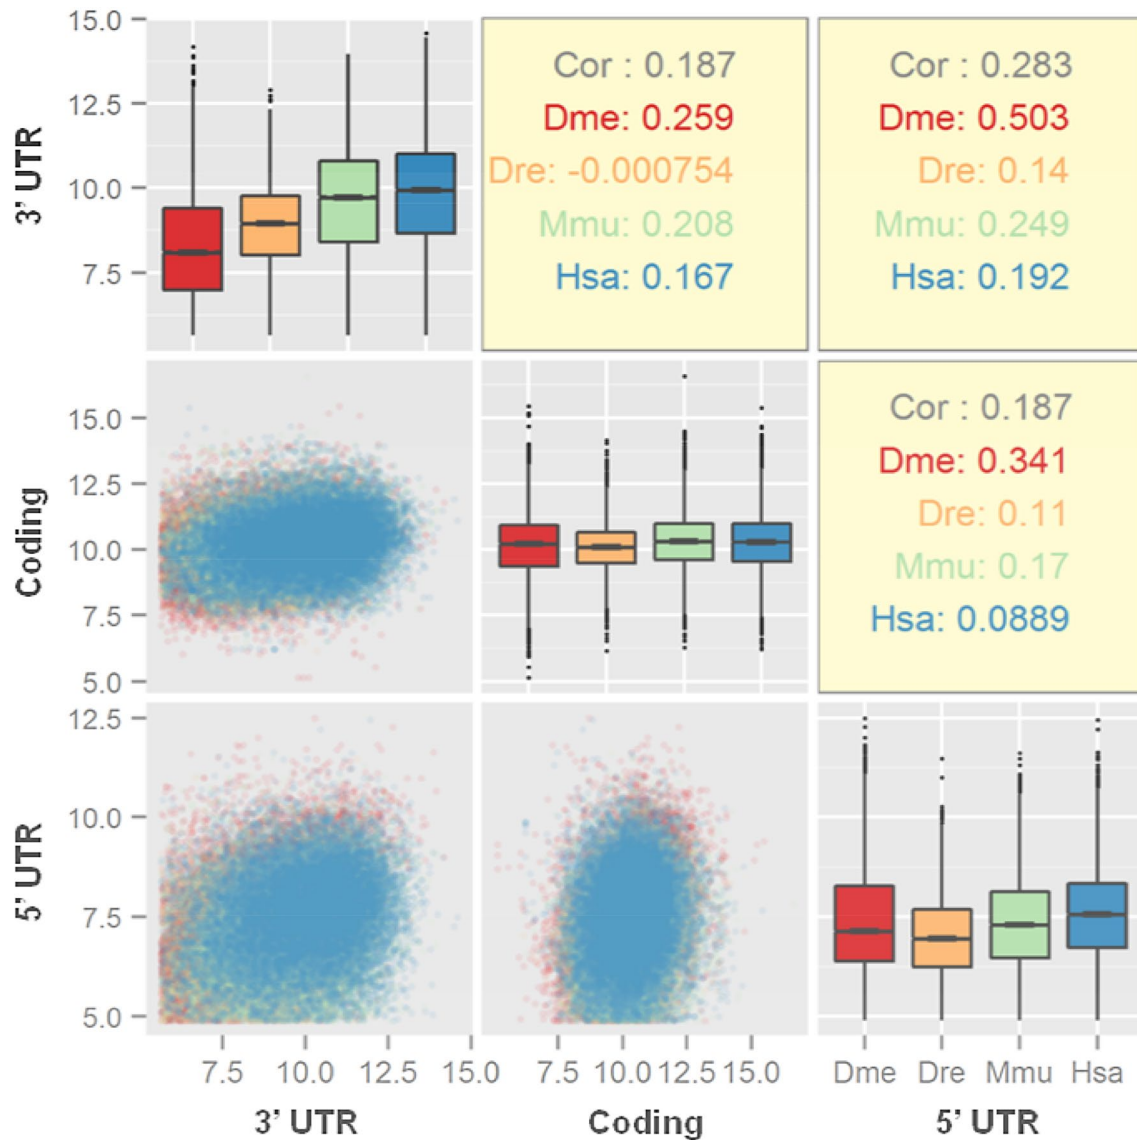 15.0
12.5
10.0
7.5
3' UTR
Cor : 0.187
Dme: 0.259
Dre: -0.000754
Mmu: 0.208
Hsa: 0.167
Cor : 0.283
Dme: 0.503
Dre: 0.14
Mmu: 0.249
Hsa: 0.192
15.0
12.5
10.0
7.5
5.0
Coding
Cor : 0.187
Dme: 0.341
Dre: 0.11
Mmu: 0.17
Hsa: 0.0889
12.5
10.0
7.5
5.0
5' UTR
7.5 10.0 12.5 15.0
7.5 10.0 12.5 15.0
Dme Dre Mmu Hsa
3' UTR
Coding
5' UTR